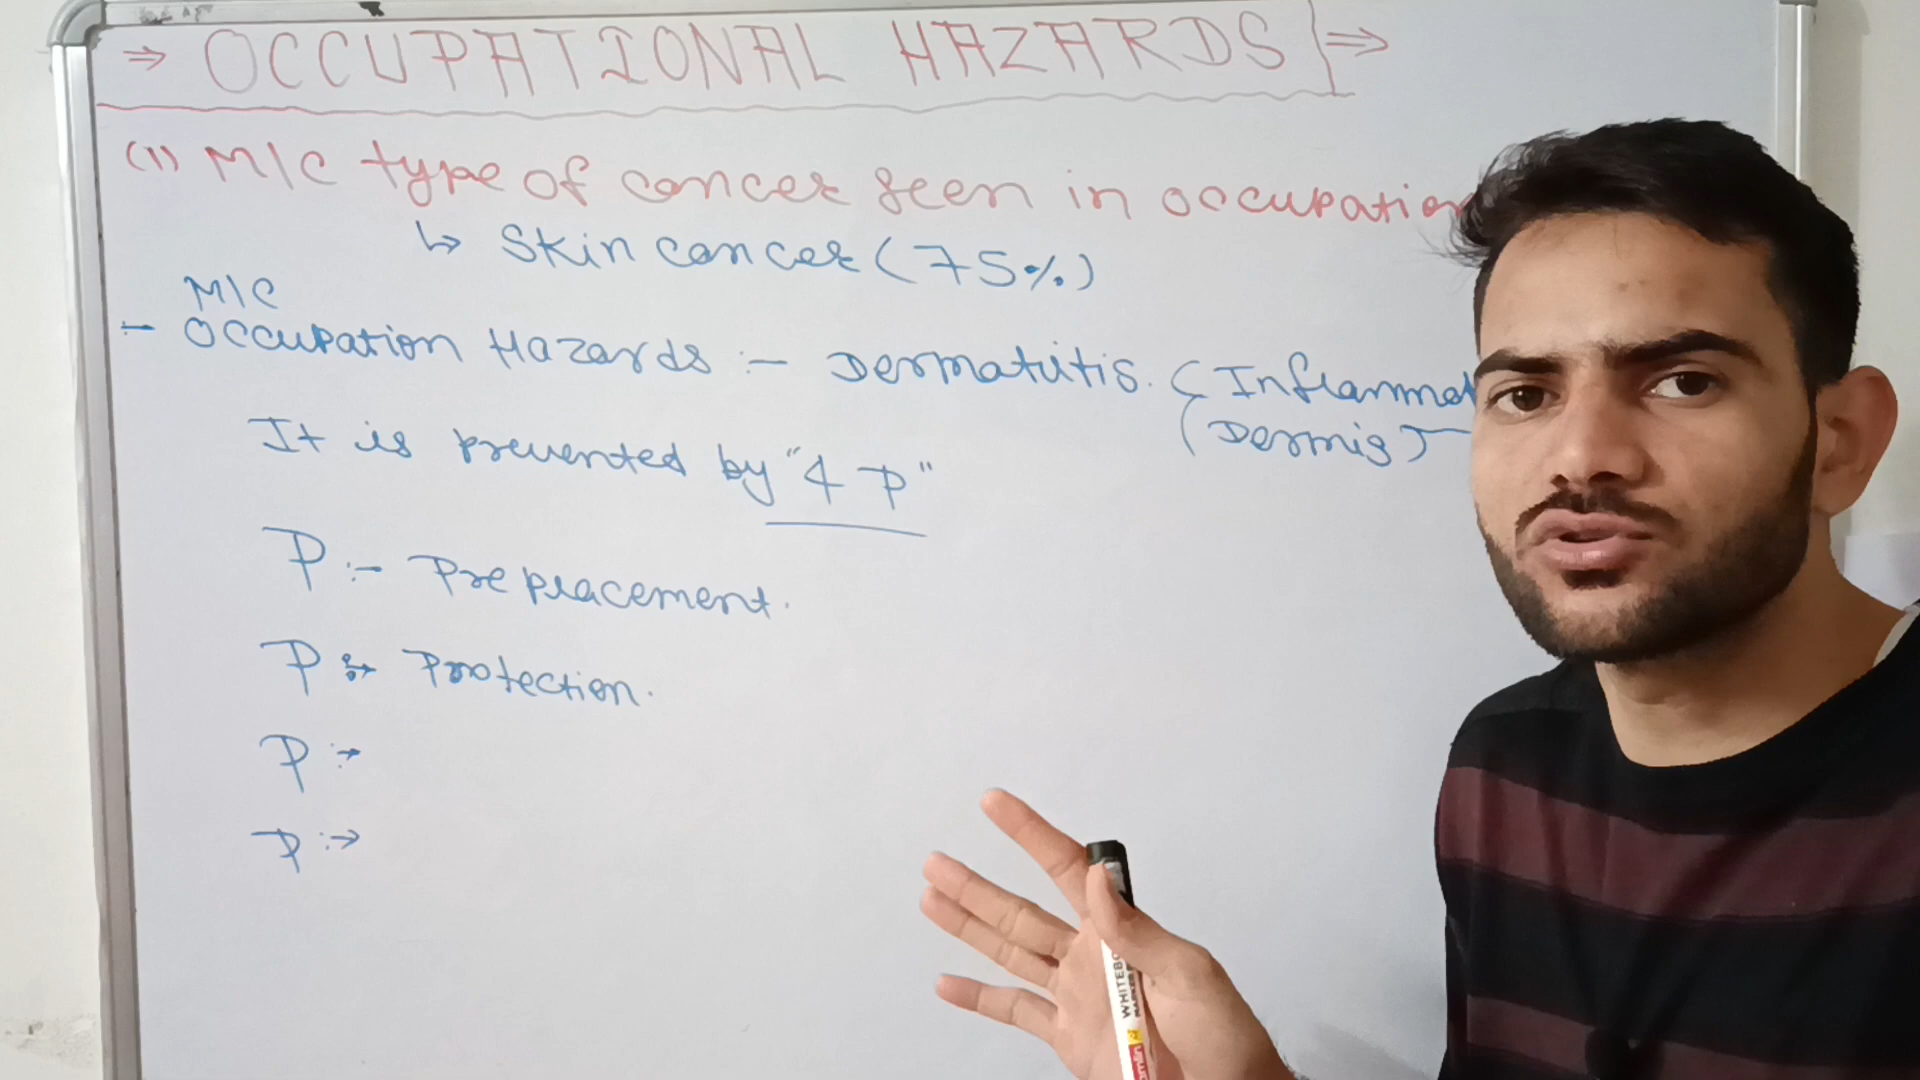 ⇒ OCCUPATIONAL HAZARDS ⇒
(1) M/C type of cancer seen in occupation
↳ Skin cancer (75%)
M/C
- Occupation Hazards :- Dermatitis. (Inflammat
(Dermis)
It is prevented by "4 P"
P :- Pre placement.
P :→ Protection.
P :→
P :→
WHITEBO